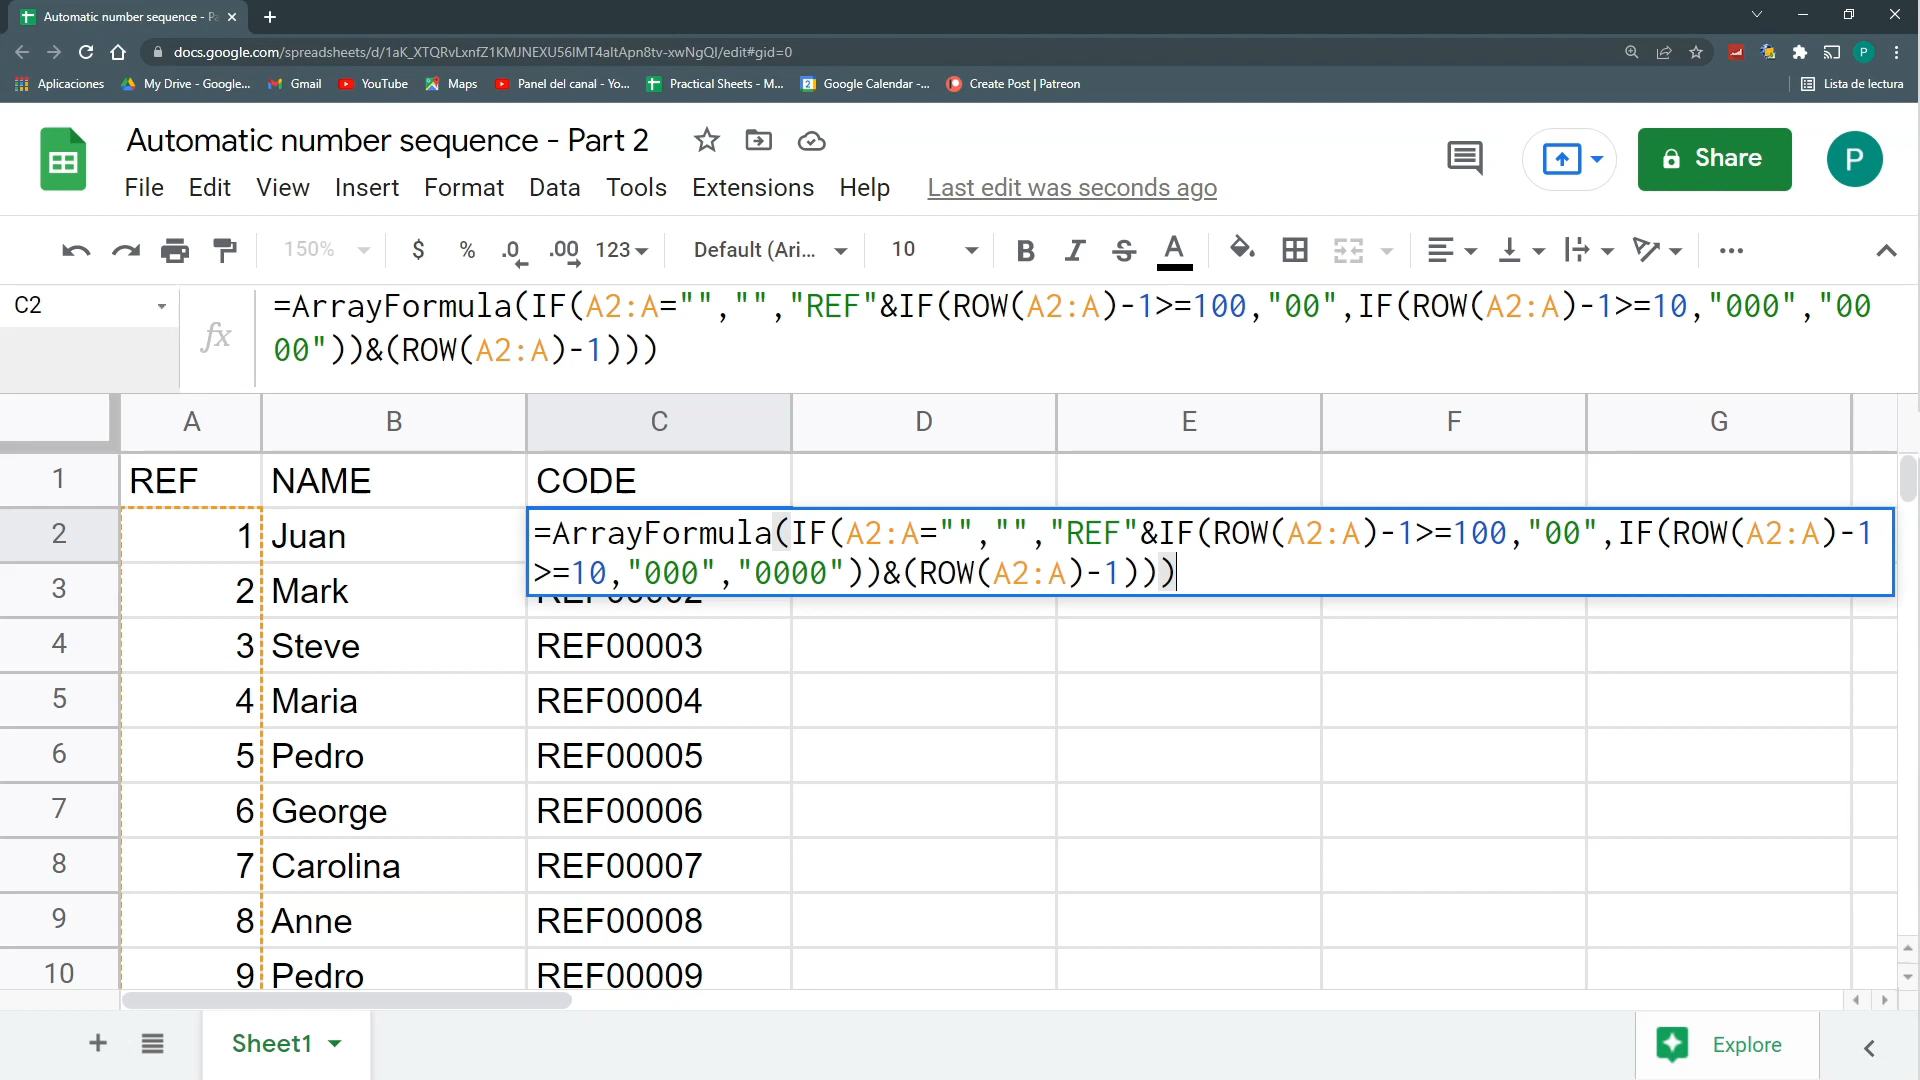 Automatic number sequence - Pa
docs.google.com/spreadsheets/d/1aK_XTQRvLxnfZ1KMJNEXU56IMT4altApn8tv-xwNgQI/edit#gid=0
P
Aplicaciones My Drive - Google... Gmail YouTube Maps Panel del canal - Yo... Practical Sheets - M... Google Calendar -... Create Post | Patreon Lista de lectura
Automatic number sequence - Part 2
Share
P
File Edit View Insert Format Data Tools Extensions Help Last edit was seconds ago
150% $ % .0 .00 123 Default (Ari... 10 B I S A
C2
fx
=ArrayFormula(IF(A2:A="","","REF"&IF(ROW(A2:A)-1>=100,"00",IF(ROW(A2:A)-1>=10,"000","00
00"))&(ROW(A2:A)-1)))
A B C D E F G
1 REF NAME CODE
2 1 Juan
=ArrayFormula(IF(A2:A="","","REF"&IF(ROW(A2:A)-1>=100,"00",IF(ROW(A2:A)-1
>=10,"000","0000"))&(ROW(A2:A)-1)))
3 2 Mark REF00002
4 3 Steve REF00003
5 4 Maria REF00004
6 5 Pedro REF00005
7 6 George REF00006
8 7 Carolina REF00007
9 8 Anne REF00008
10 9 Pedro REF00009
Sheet1
Explore